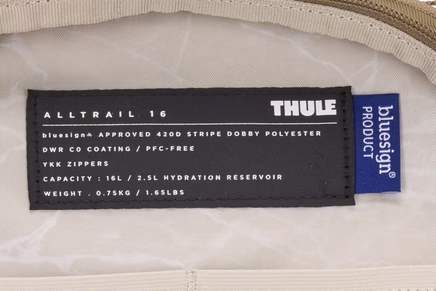 ALLTRAIL 16
THULE
bluesign® APPROVED 420D STRIPE DOBBY POLYESTER
DWR C0 COATING / PFC-FREE
YKK ZIPPERS
CAPACITY : 16L / 2.5L HYDRATION RESERVOIR
WEIGHT . 0.75KG / 1.65LBS
bluesign
PRODUCT